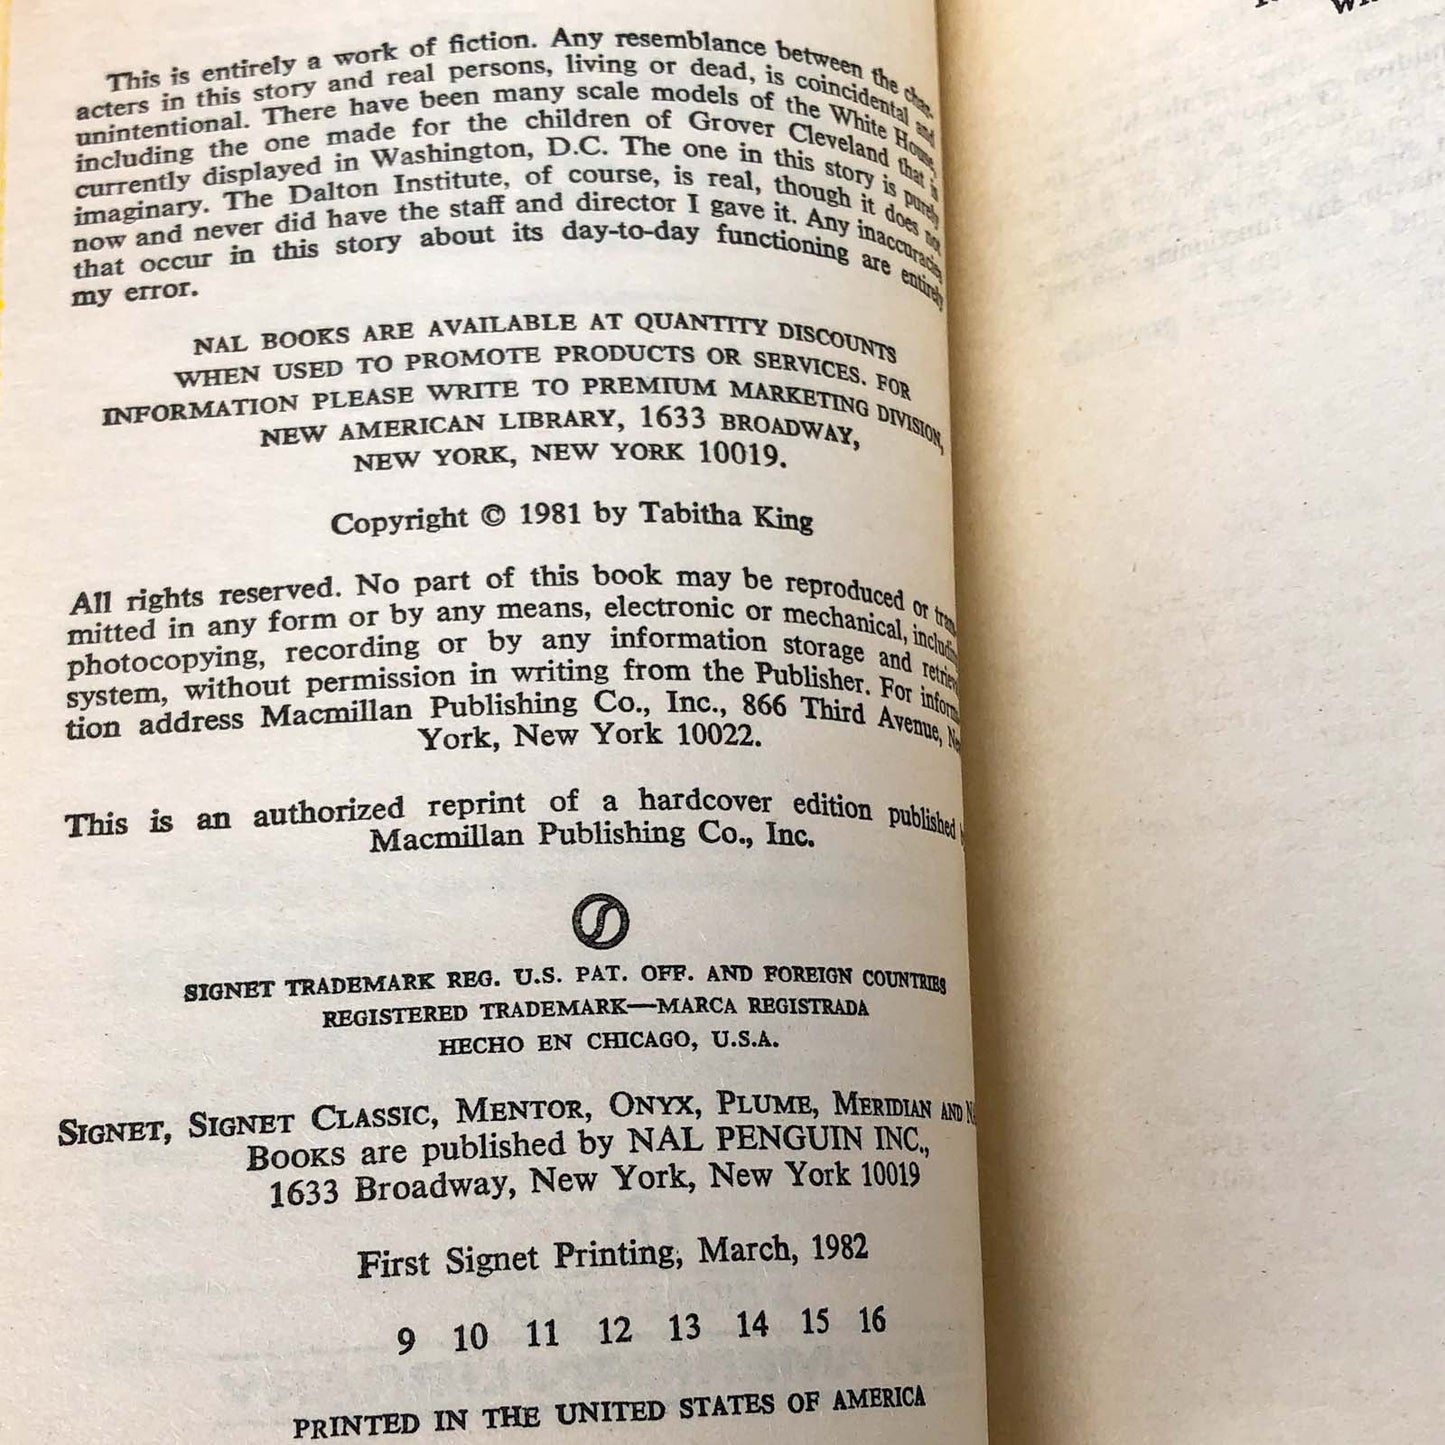 This is entirely a work of fiction. Any resemblance between the char-
acters in this story and real persons, living or dead, is coincidental and
unintentional. There have been many scale models of the White House,
including the one made for the children of Grover Cleveland that is
currently displayed in Washington, D.C. The one in this story is purely
imaginary. The Dalton Institute, of course, is real, though it does not
now and never did have the staff and director I gave it. Any inaccuracies
that occur in this story about its day-to-day functioning are entirely
my error.
NAL BOOKS ARE AVAILABLE AT QUANTITY DISCOUNTS
WHEN USED TO PROMOTE PRODUCTS OR SERVICES. FOR
INFORMATION PLEASE WRITE TO PREMIUM MARKETING DIVISION,
NEW AMERICAN LIBRARY, 1633 BROADWAY,
NEW YORK, NEW YORK 10019.
Copyright © 1981 by Tabitha King
All rights reserved. No part of this book may be reproduced or trans
mitted in any form or by any means, electronic or mechanical, includin
photocopying, recording or by any information storage and retriev
system, without permission in writing from the Publisher. For inform
tion address Macmillan Publishing Co., Inc., 866 Third Avenue, Ne
York, New York 10022.
This is an authorized reprint of a hardcover edition published
Macmillan Publishing Co., Inc.
SIGNET TRADEMARK REG. U.S. PAT. OFF. AND FOREIGN COUNTRIES
REGISTERED TRADEMARK—MARCA REGISTRADA
HECHO EN CHICAGO, U.S.A.
SIGNET, SIGNET CLASSIC, MENTOR, ONYX, PLUME, MERIDIAN AND
BOOKS are published by NAL PENGUIN INC.,
1633 Broadway, New York, New York 10019
First Signet Printing, March, 1982
9 10 11 12 13 14 15 16
PRINTED IN THE UNITED STATES OF AMERICA